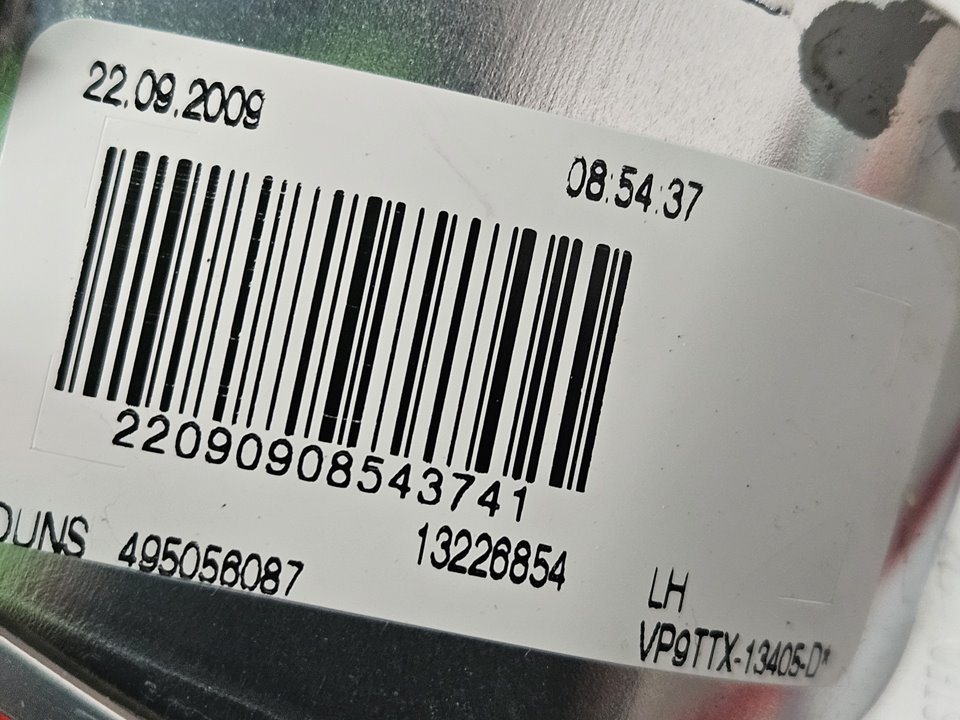 22.09.2009
08:54:37
22090908543741
DUNS 495056087
13226854
LH
VP9TTX-13405-D*